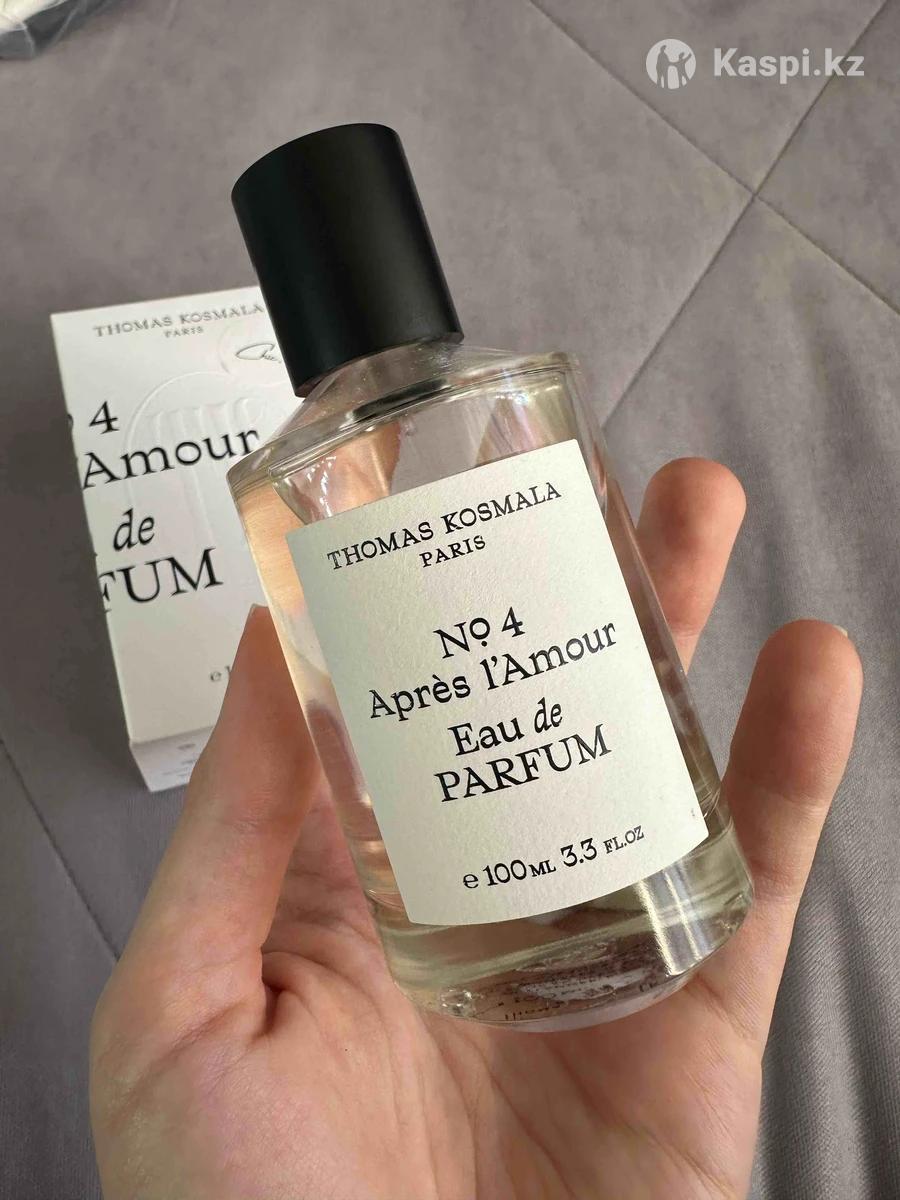 Kaspi.kz
THOMAS KOSMALA
PARIS
4
Amour
de
FUM
THOMAS KOSMALA
PARIS
Nº 4
Après l'Amour
Eau de
PARFUM
e 100ML 3.3 FL.OZ